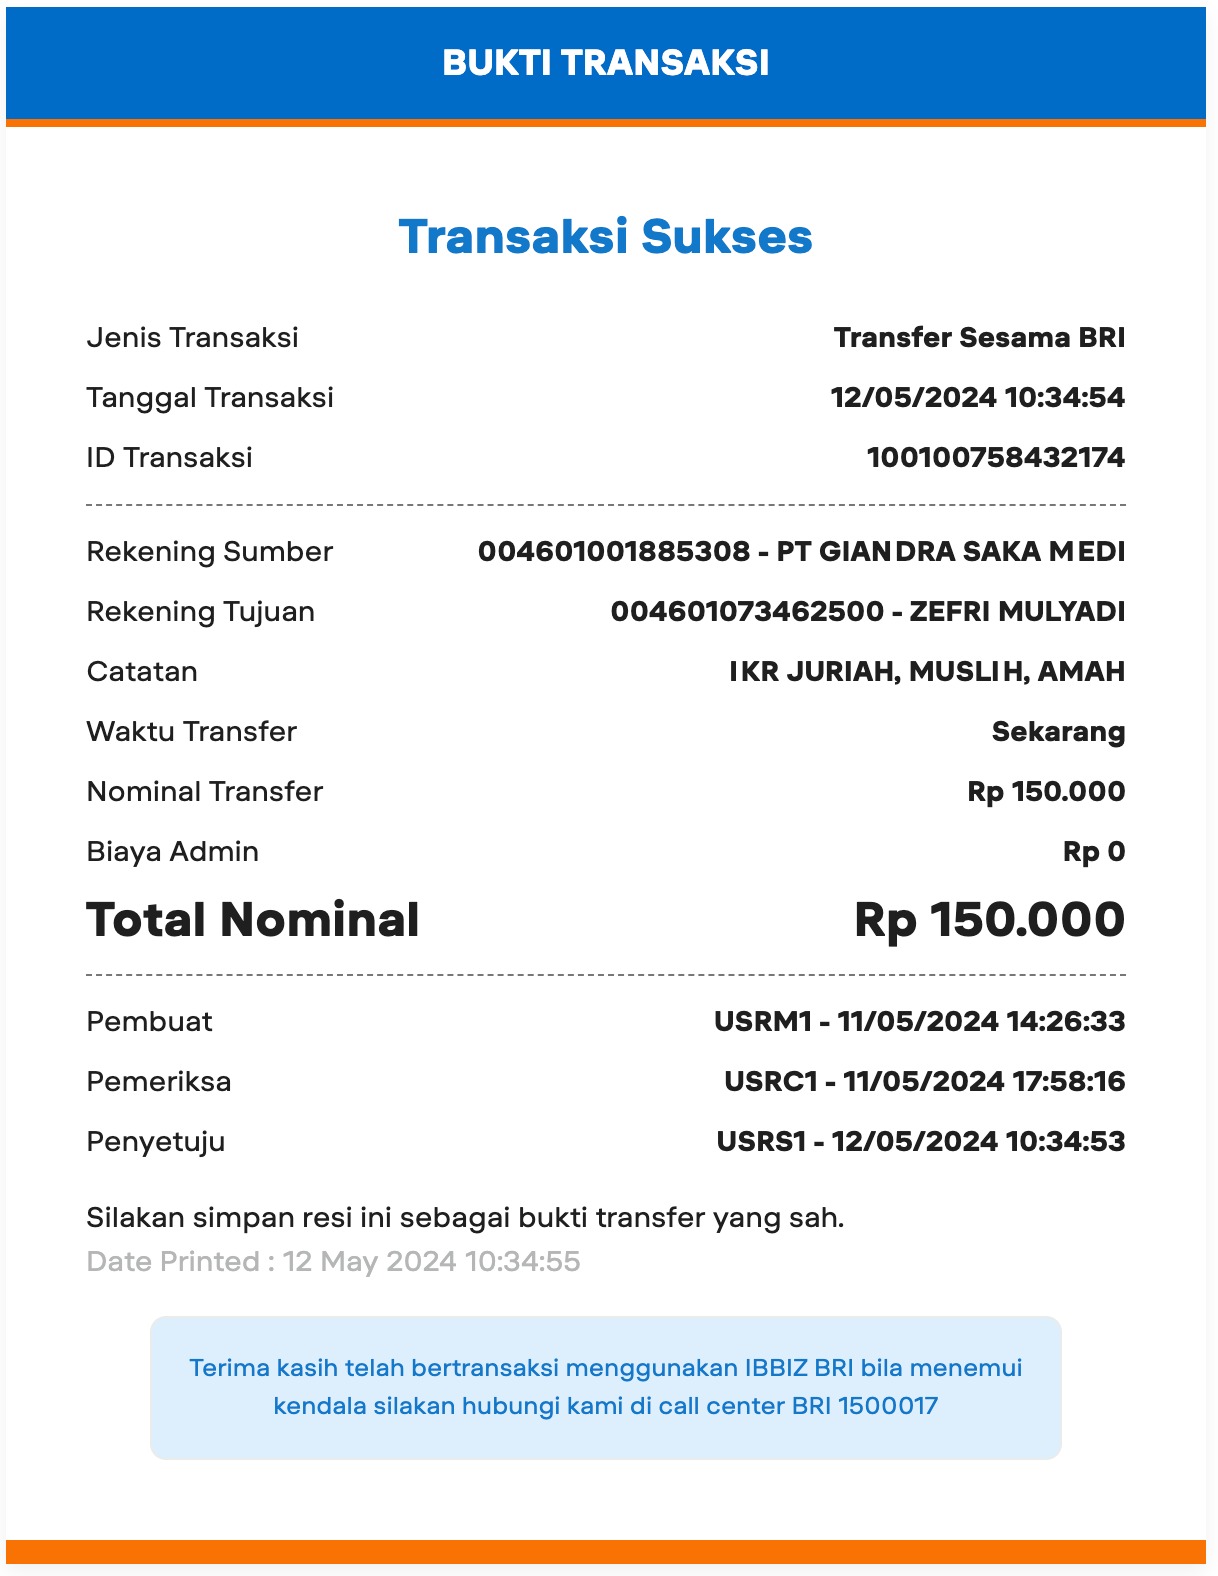 BUKTI TRANSAKSI
Transaksi Sukses
Jenis Transaksi Transfer Sesama BRI
Tanggal Transaksi 12/05/2024 10:34:54
ID Transaksi 100100758432174
Rekening Sumber 004601001885308 - PT GIANDRA SAKA MEDI
Rekening Tujuan 004601073462500 - ZEFRI MULYADI
Catatan IKR JURIAH, MUSLIH, AMAH
Waktu Transfer Sekarang
Nominal Transfer Rp 150.000
Biaya Admin Rp 0
Total Nominal Rp 150.000
Pembuat USRM1 - 11/05/2024 14:26:33
Pemeriksa USRC1 - 11/05/2024 17:58:16
Penyetuju USRS1 - 12/05/2024 10:34:53
Silakan simpan resi ini sebagai bukti transfer yang sah.
Date Printed : 12 May 2024 10:34:55
Terima kasih telah bertransaksi menggunakan IBBIZ BRI bila menemui
kendala silakan hubungi kami di call center BRI 1500017